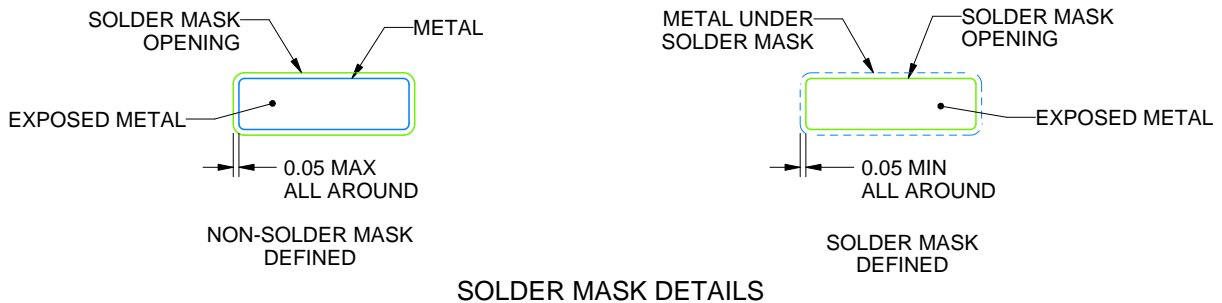 SOLDER MASK
OPENING
METAL
EXPOSED METAL
0.05 MAX
ALL AROUND
NON-SOLDER MASK
DEFINED
METAL UNDER
SOLDER MASK
SOLDER MASK
OPENING
EXPOSED METAL
0.05 MIN
ALL AROUND
SOLDER MASK
DEFINED
SOLDER MASK DETAILS